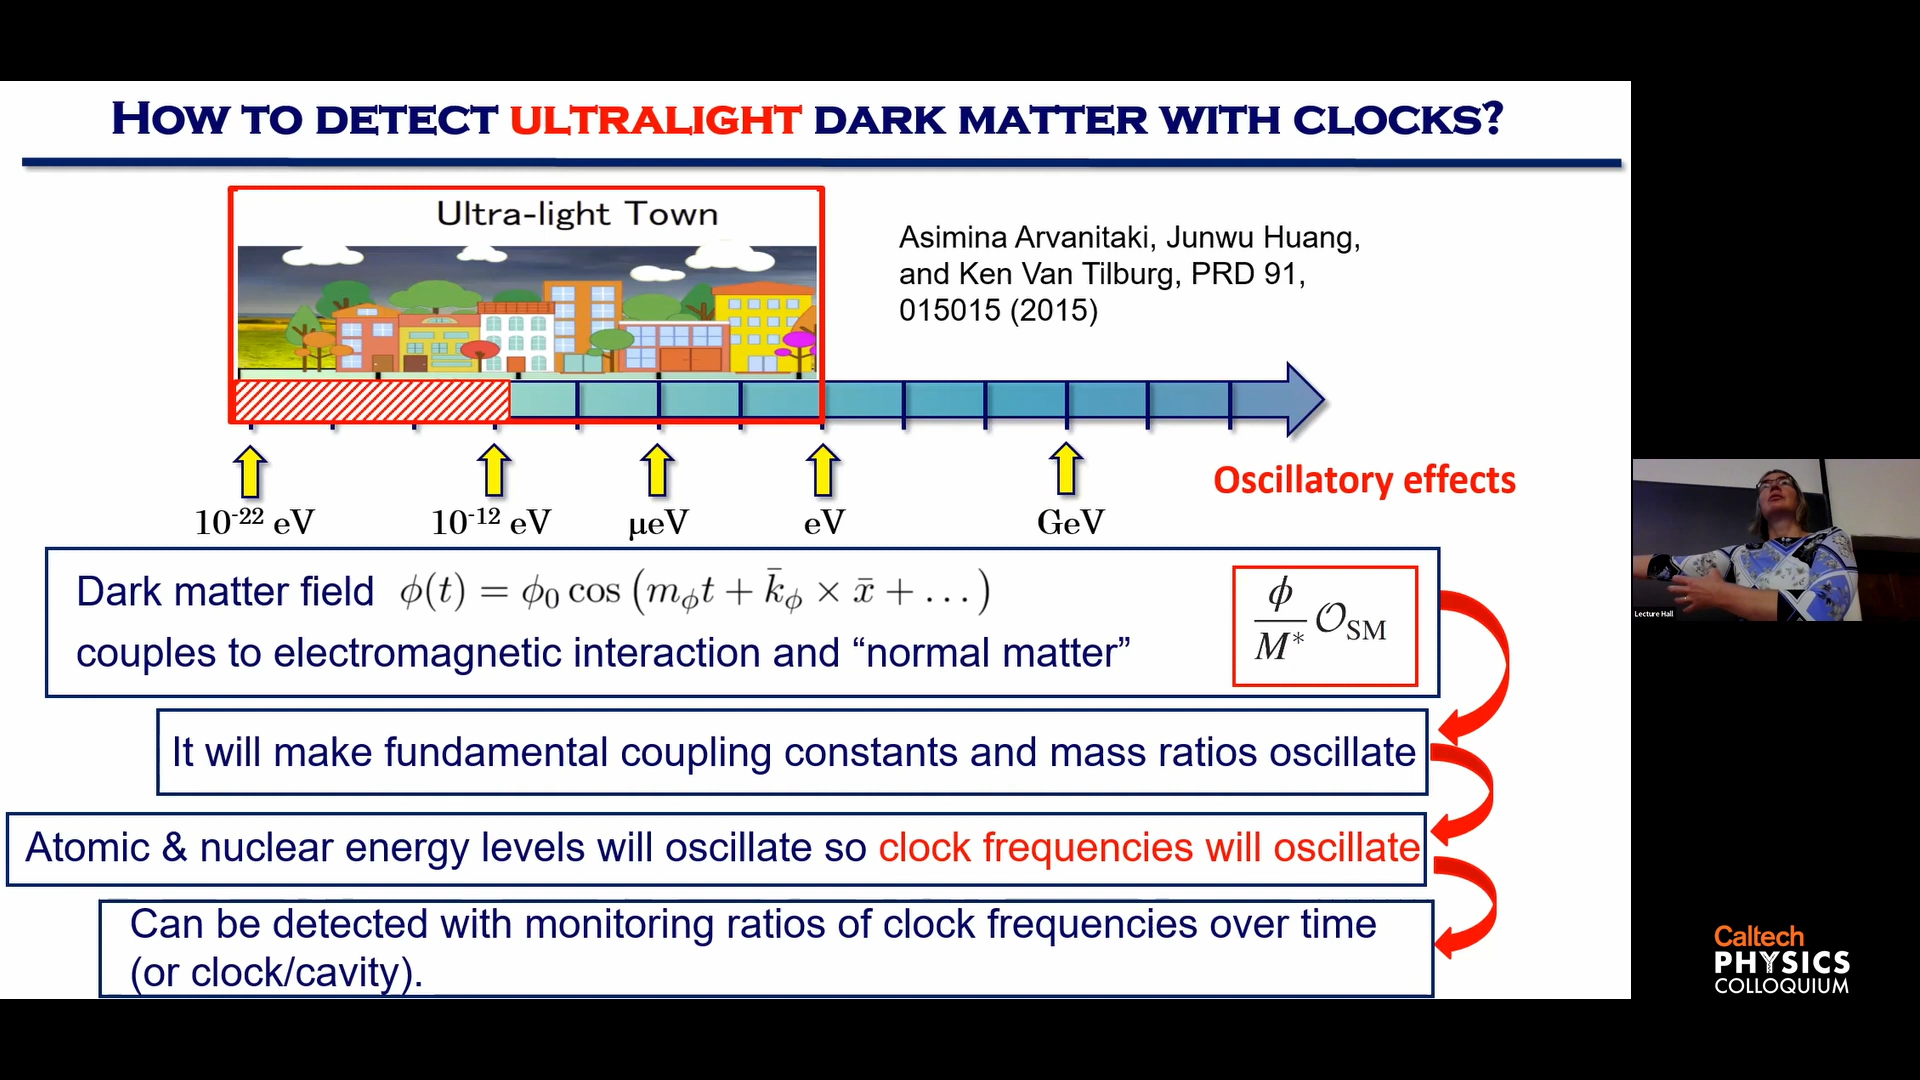 HOW TO DETECT ULTRALIGHT DARK MATTER WITH CLOCKS?
Ultra-light Town
Asimina Arvanitaki, Junwu Huang,
and Ken Van Tilburg, PRD 91,
015015 (2015)
Oscillatory effects
10⁻²² eV 10⁻¹² eV μeV eV GeV
Dark matter field ϕ(t) = ϕ₀ cos (m_ϕ t + k̄_ϕ × x̄ + ...)
couples to electromagnetic interaction and “normal matter”
ϕ/M* 𝒪_SM
It will make fundamental coupling constants and mass ratios oscillate
Atomic & nuclear energy levels will oscillate so clock frequencies will oscillate
Can be detected with monitoring ratios of clock frequencies over time
(or clock/cavity).
Lecture Hall
Caltech
PHYSICS
COLLOQUIUM